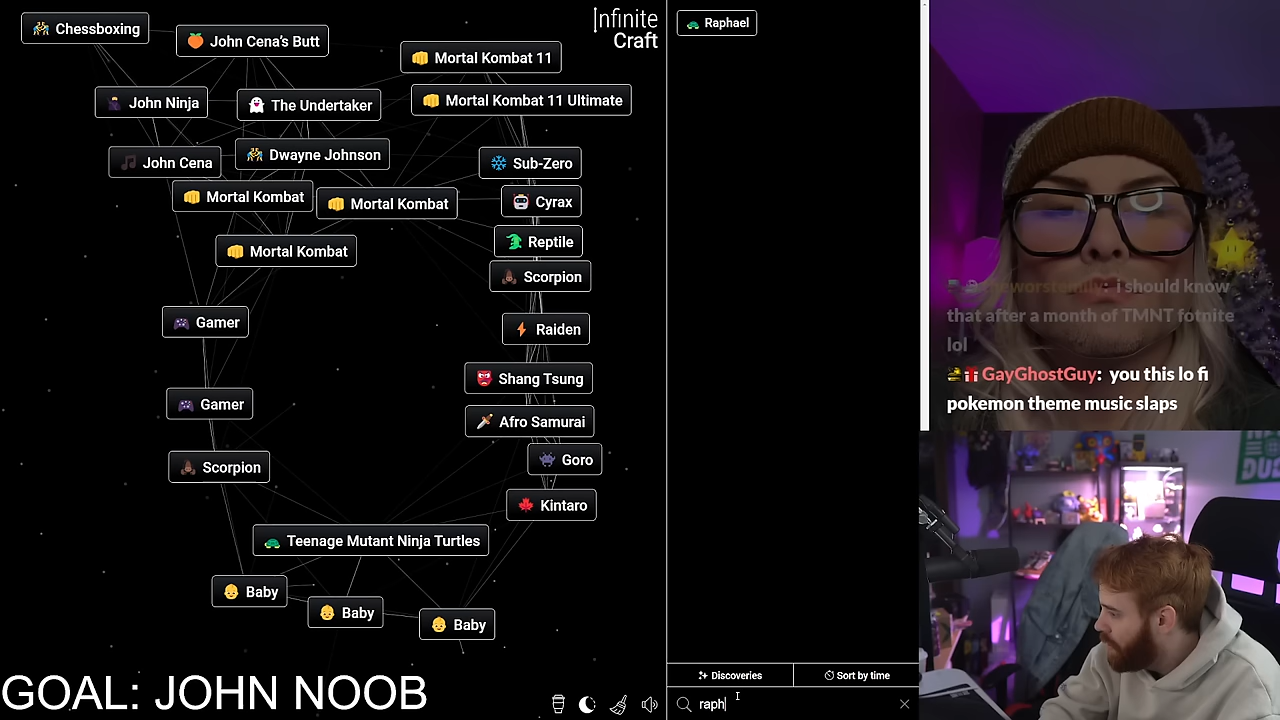 Chessboxing
John Cena's Butt
Infinite
Craft
Raphael
Mortal Kombat 11
Mortal Kombat 11 Ultimate
John Ninja
The Undertaker
John Cena
Dwayne Johnson
Sub-Zero
Mortal Kombat
Mortal Kombat
Cyrax
Mortal Kombat
Reptile
Scorpion
Gamer
Raiden
Shang Tsung
Gamer
Afro Samurai
Scorpion
Goro
Kintaro
Teenage Mutant Ninja Turtles
Baby
Baby
Baby
GOAL: JOHN NOOB
Discoveries
Sort by time
raph
i should know
that after a month of TMNT fotnite
lol
GayGhostGuy: you this lo fi
pokemon theme music slaps